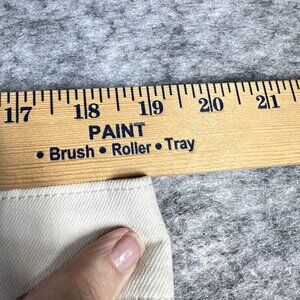 17 18 19 20 21
PAINT
• Brush • Roller • Tray